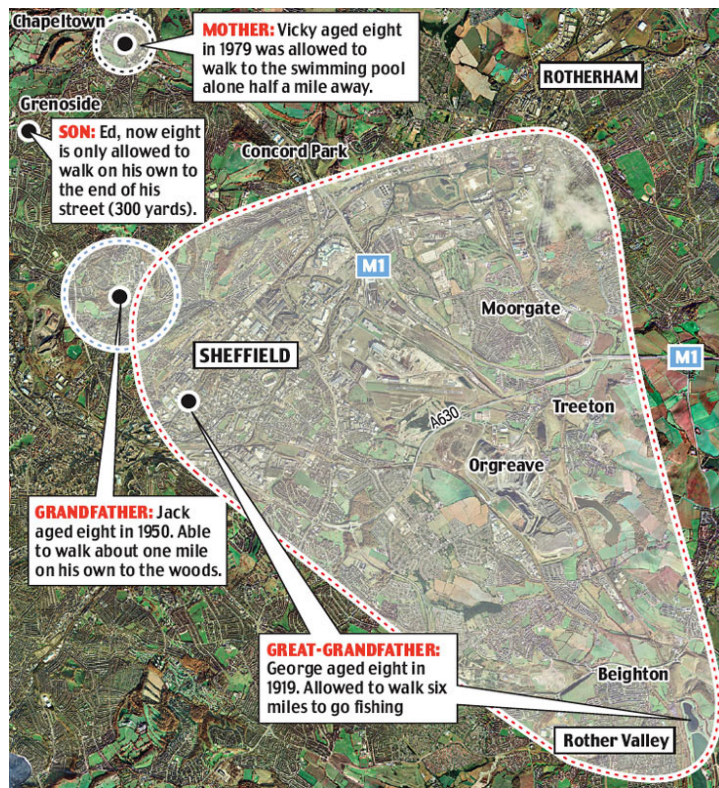 Chapeltown
MOTHER: Vicky aged eight
in 1979 was allowed to
walk to the swimming pool
alone half a mile away.
ROTHERHAM
Grenoside
SON: Ed, now eight
is only allowed to
walk on his own to
the end of his
street (300 yards).
Concord Park
M1
Moorgate
SHEFFIELD
M1
Treeton
A630
Orgreave
GRANDFATHER: Jack
aged eight in 1950. Able
to walk about one mile
on his own to the woods.
GREAT-GRANDFATHER:
George aged eight in
1919. Allowed to walk six
miles to go fishing
Beighton
Rother Valley